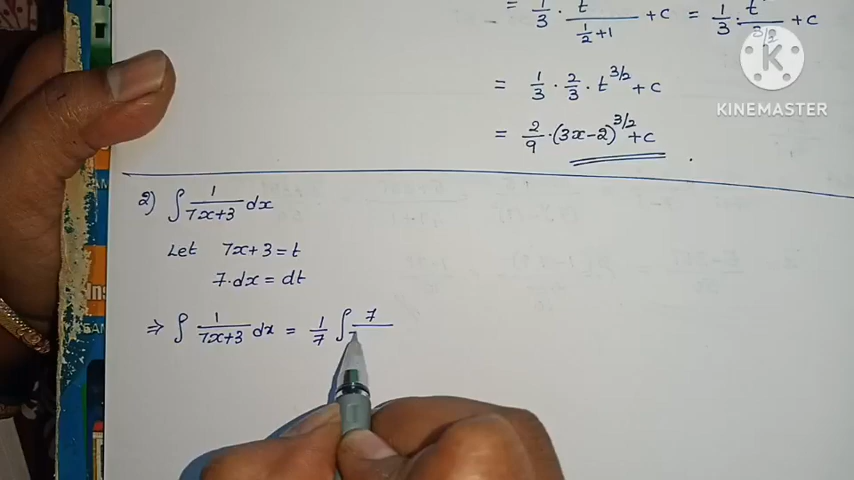 = 1/3 · t / (1/2 + 1) + c = 1/3 · t / (3/2) + c
= 1/3 · 2/3 · t^3/2 + c
= 2/9 · (3x-2)^3/2 + c
KINEMASTER
2) ∫ 1/(7x+3) dx
Let 7x+3 = t
7·dx = dt
⇒ ∫ 1/(7x+3) dx = 1/7 ∫ 7/7